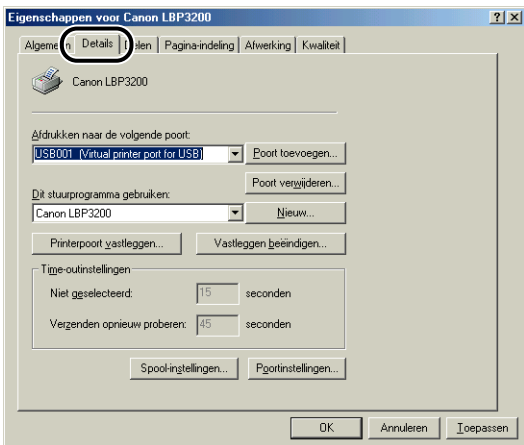 Eigenschappen voor Canon LBP3200
Algemeen Details Delen Pagina-indeling Afwerking Kwaliteit
Canon LBP3200
Afdrukken naar de volgende poort:
USB001 (Virtual printer port for USB) Poort toevoegen...
Poort verwijderen...
Dit stuurprogramma gebruiken:
Canon LBP3200 Nieuw...
Printerpoort vastleggen... Vastleggen beëindigen...
Time-outinstellingen
Niet geselecteerd: 15 seconden
Verzenden opnieuw proberen: 45 seconden
Spool-instellingen... Poortinstellingen...
OK Annuleren Toepassen